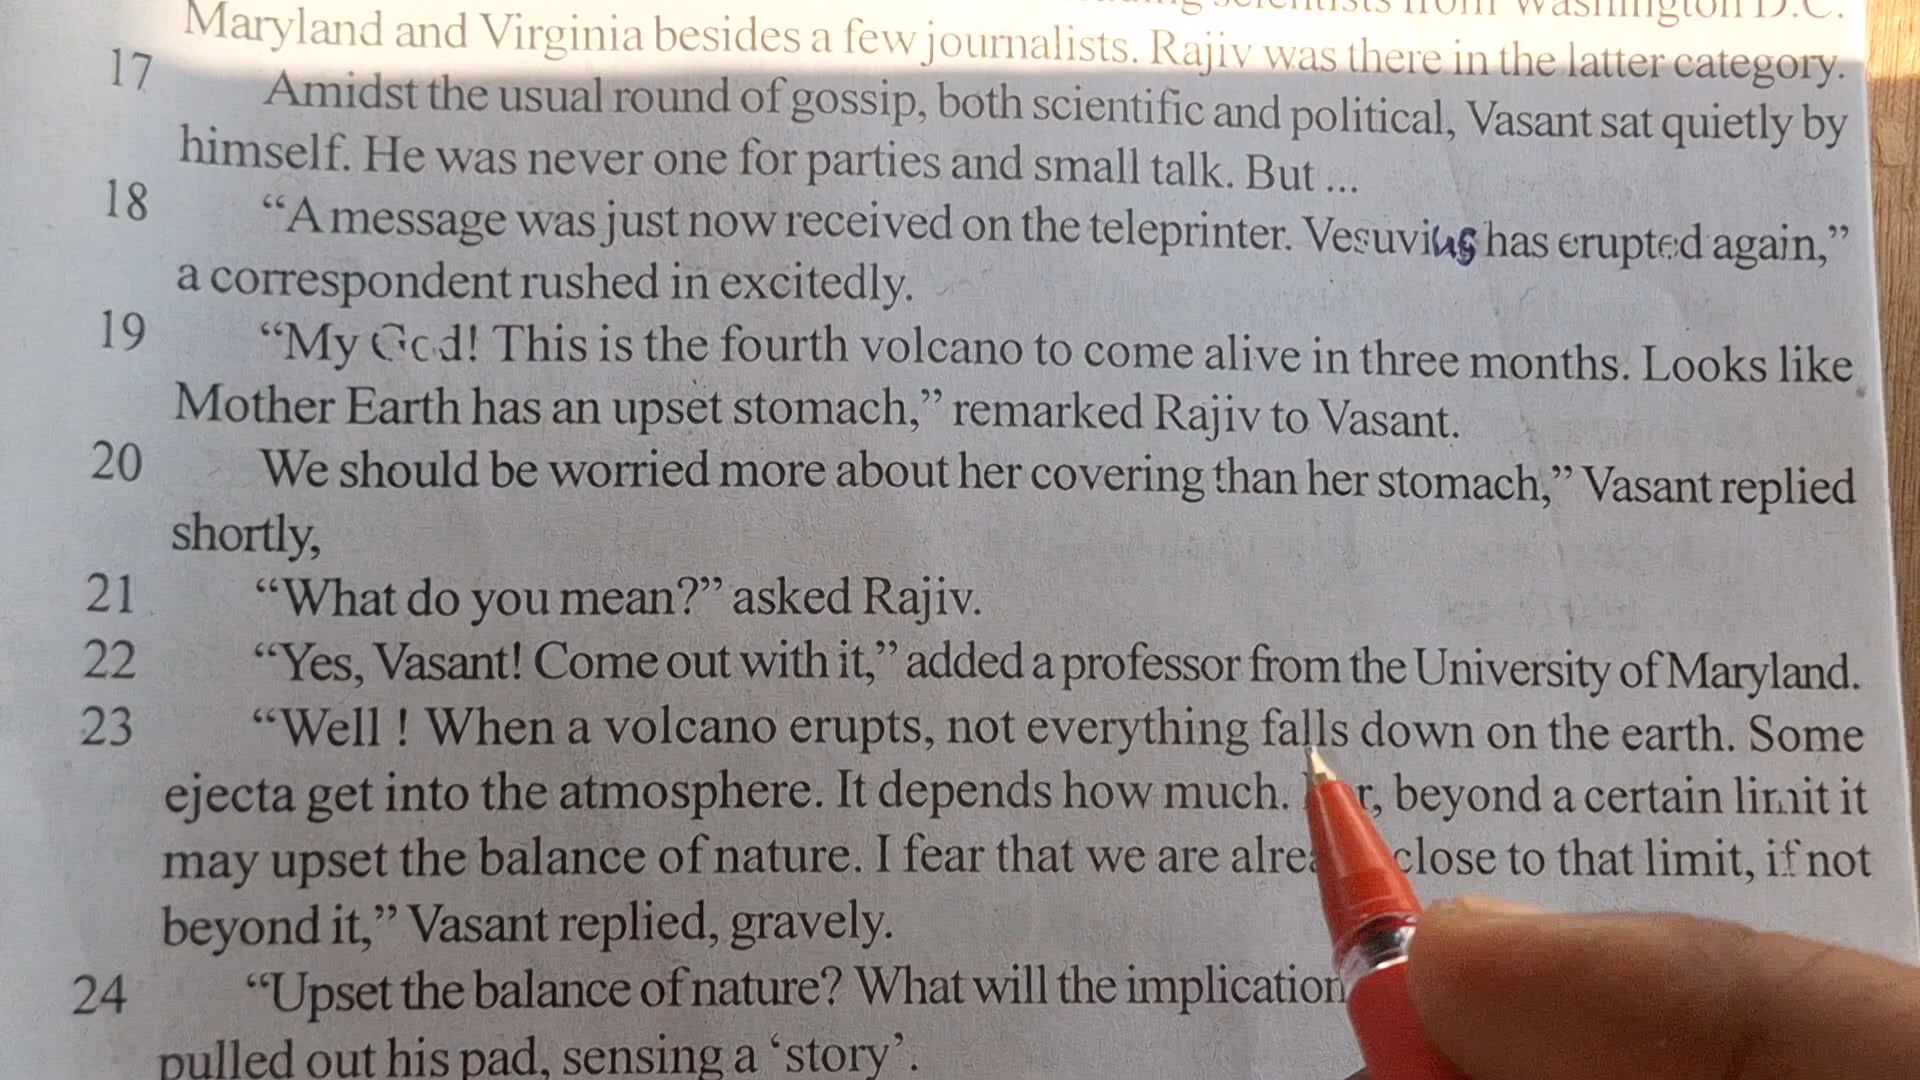 scientists from Washington D.C.
Maryland and Virginia besides a few journalists. Rajiv was there in the latter category.
17 Amidst the usual round of gossip, both scientific and political, Vasant sat quietly by
himself. He was never one for parties and small talk. But ...
18 “A message was just now received on the teleprinter. Vesuvius has erupted again,”
a correspondent rushed in excitedly.
19 “My God! This is the fourth volcano to come alive in three months. Looks like
Mother Earth has an upset stomach,” remarked Rajiv to Vasant.
20 We should be worried more about her covering than her stomach,” Vasant replied
shortly,
21 “What do you mean?” asked Rajiv.
22 “Yes, Vasant! Come out with it,” added a professor from the University of Maryland.
23 “Well ! When a volcano erupts, not everything falls down on the earth. Some
ejecta get into the atmosphere. It depends how much. beyond a certain limit it
may upset the balance of nature. I fear that we are close to that limit, if not
beyond it,” Vasant replied, gravely.
24 “Upset the balance of nature? What will the implication
pulled out his pad, sensing a ‘story’.